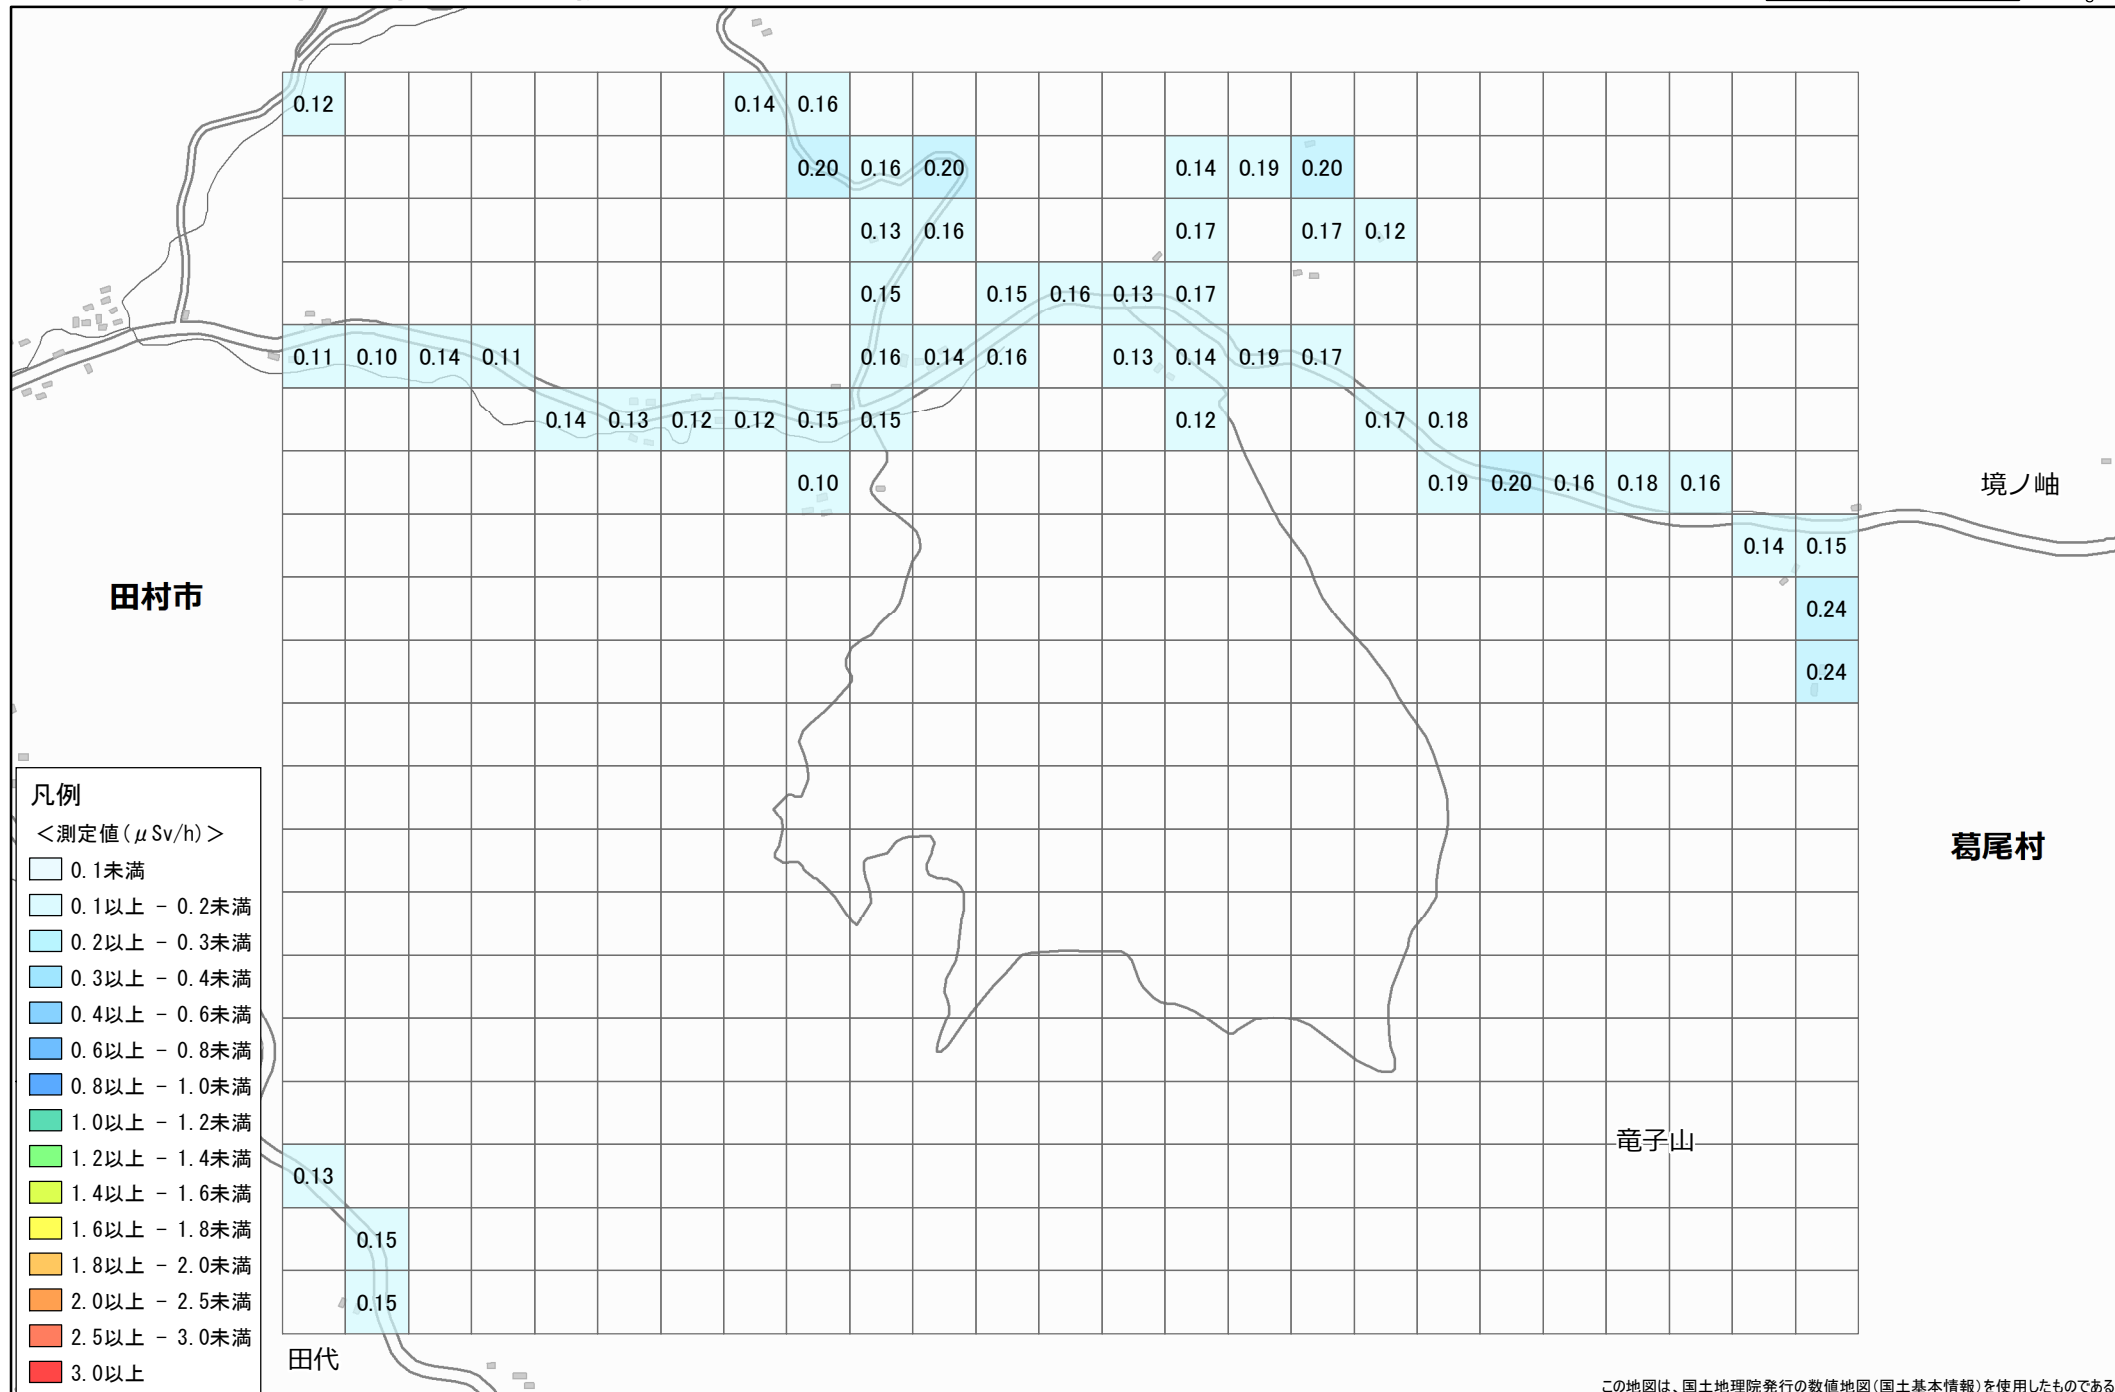 0.12 0.14 0.16
0.20 0.16 0.20 0.14 0.19 0.20
0.13 0.16 0.17 0.17 0.12
0.15 0.15 0.16 0.13 0.17
0.11 0.10 0.14 0.11 0.16 0.14 0.16 0.13 0.14 0.19 0.17
0.14 0.13 0.12 0.12 0.15 0.15 0.12 0.17 0.18
0.10 0.19 0.20 0.16 0.18 0.16
境ノ岫
0.14 0.15
田村市
0.24
0.24
葛尾村
凡例
＜測定値(μSv/h)＞
0.1未満
0.1以上 － 0.2未満
0.2以上 － 0.3未満
0.3以上 － 0.4未満
0.4以上 － 0.6未満
0.6以上 － 0.8未満
0.8以上 － 1.0未満
1.0以上 － 1.2未満
1.2以上 － 1.4未満
1.4以上 － 1.6未満
1.6以上 － 1.8未満
1.8以上 － 2.0未満
2.0以上 － 2.5未満
2.5以上 － 3.0未満
3.0以上
竜子山
0.13
0.15
0.15
田代
この地図は、国土地理院発行の数値地図(国土基本情報)を使用したものである